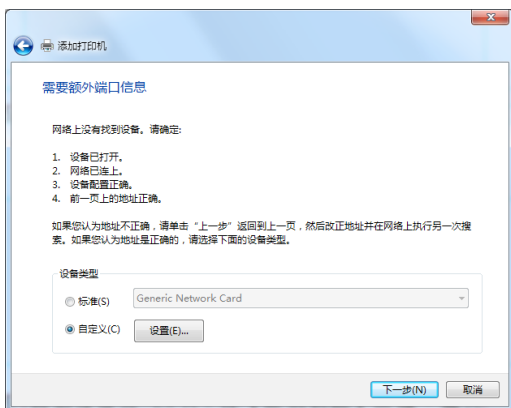 添加打印机
需要额外端口信息
网络上没有找到设备。请确定:
1. 设备已打开。
2. 网络已连上。
3. 设备配置正确。
4. 前一页上的地址正确。
如果您认为地址不正确，请单击“上一步”返回到上一页，然后改正地址并在网络上执行另一次搜
索。如果您认为地址是正确的，请选择下面的设备类型。
设备类型
标准(S) Generic Network Card
自定义(C) 设置(E)...
下一步(N) 取消